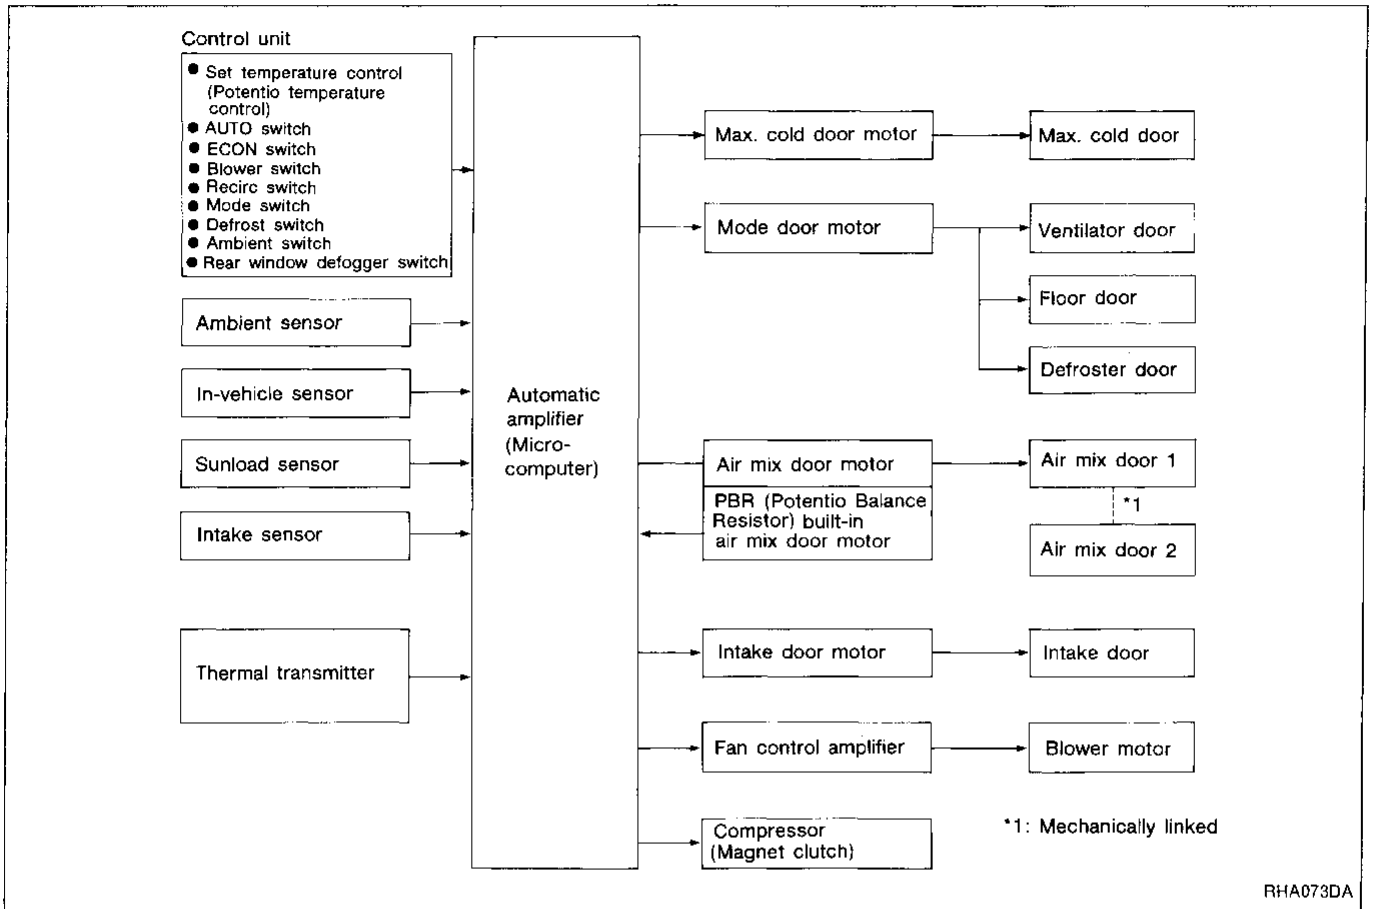 Control unit
● Set temperature control
(Potentio temperature
control)
● AUTO switch
● ECON switch
● Blower switch
● Recirc switch
● Mode switch
● Defrost switch
● Ambient switch
● Rear window defogger switch
Ambient sensor
In-vehicle sensor
Sunload sensor
Intake sensor
Thermal transmitter
Automatic
amplifier
(Micro-
computer)
Max. cold door motor
Max. cold door
Mode door motor
Ventilator door
Floor door
Defroster door
Air mix door motor
PBR (Potentio Balance
Resistor) built-in
air mix door motor
Air mix door 1
*1
Air mix door 2
Intake door motor
Intake door
Fan control amplifier
Blower motor
Compressor
(Magnet clutch)
*1: Mechanically linked
RHA073DA